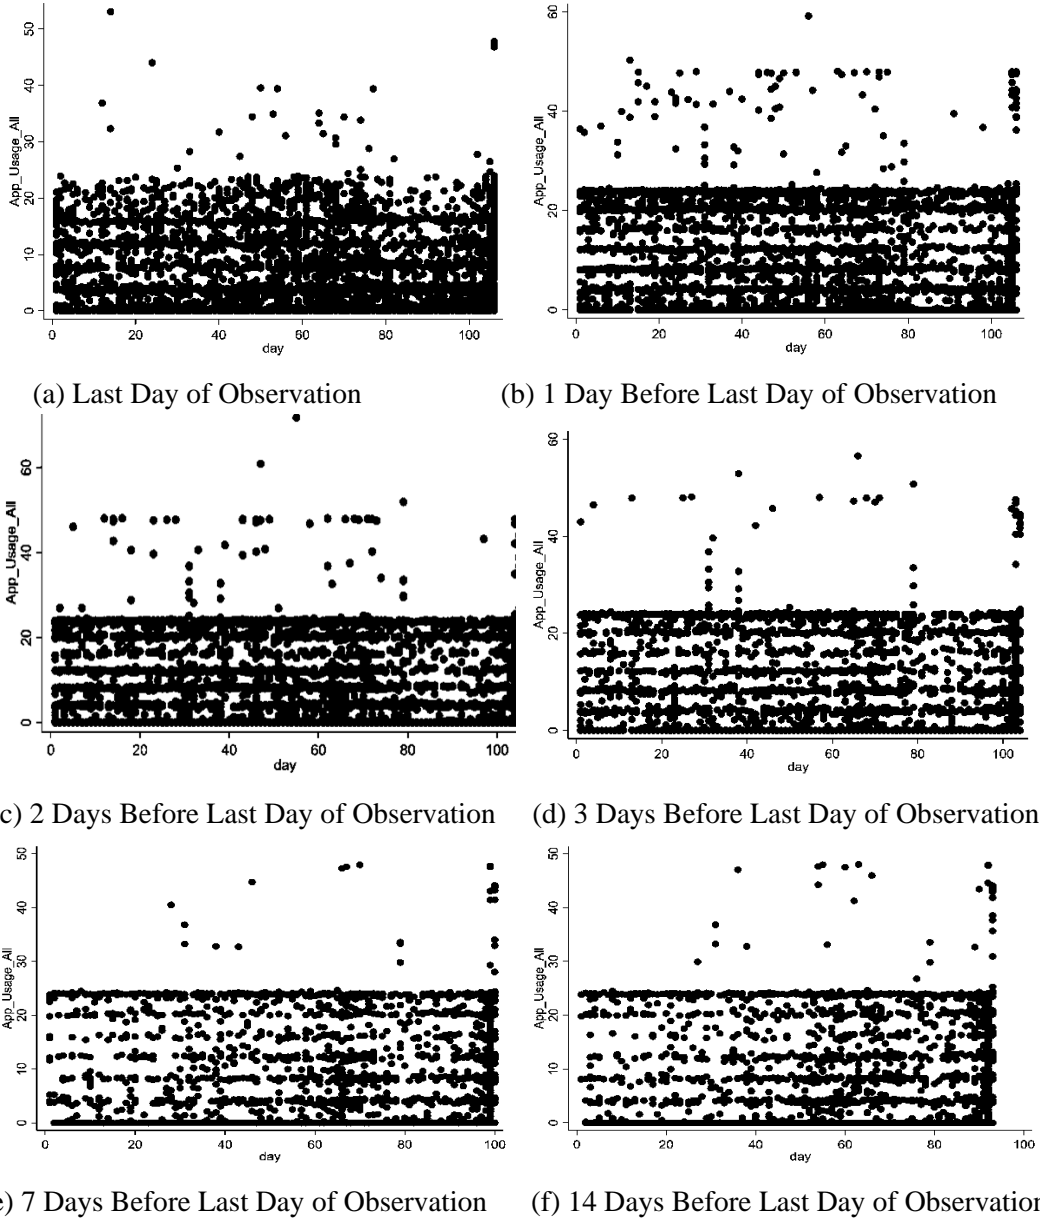 50
40
30
20
10
0
App_Usage_All
0 20 40 60 80 100
day
60
40
20
0
App_Usage_All
0 20 40 60 80 100
day
(a) Last Day of Observation
(b) 1 Day Before Last Day of Observation
60
40
20
0
App_Usage_All
0 20 40 60 80 100
day
60
40
20
0
App_Usage_All
0 20 40 60 80 100
day
c) 2 Days Before Last Day of Observation
(d) 3 Days Before Last Day of Observation
50
40
30
20
10
0
App_Usage_All
0 20 40 60 80 100
day
50
40
30
20
10
0
App_Usage_All
0 20 40 60 80 100
day
e) 7 Days Before Last Day of Observation
(f) 14 Days Before Last Day of Observation